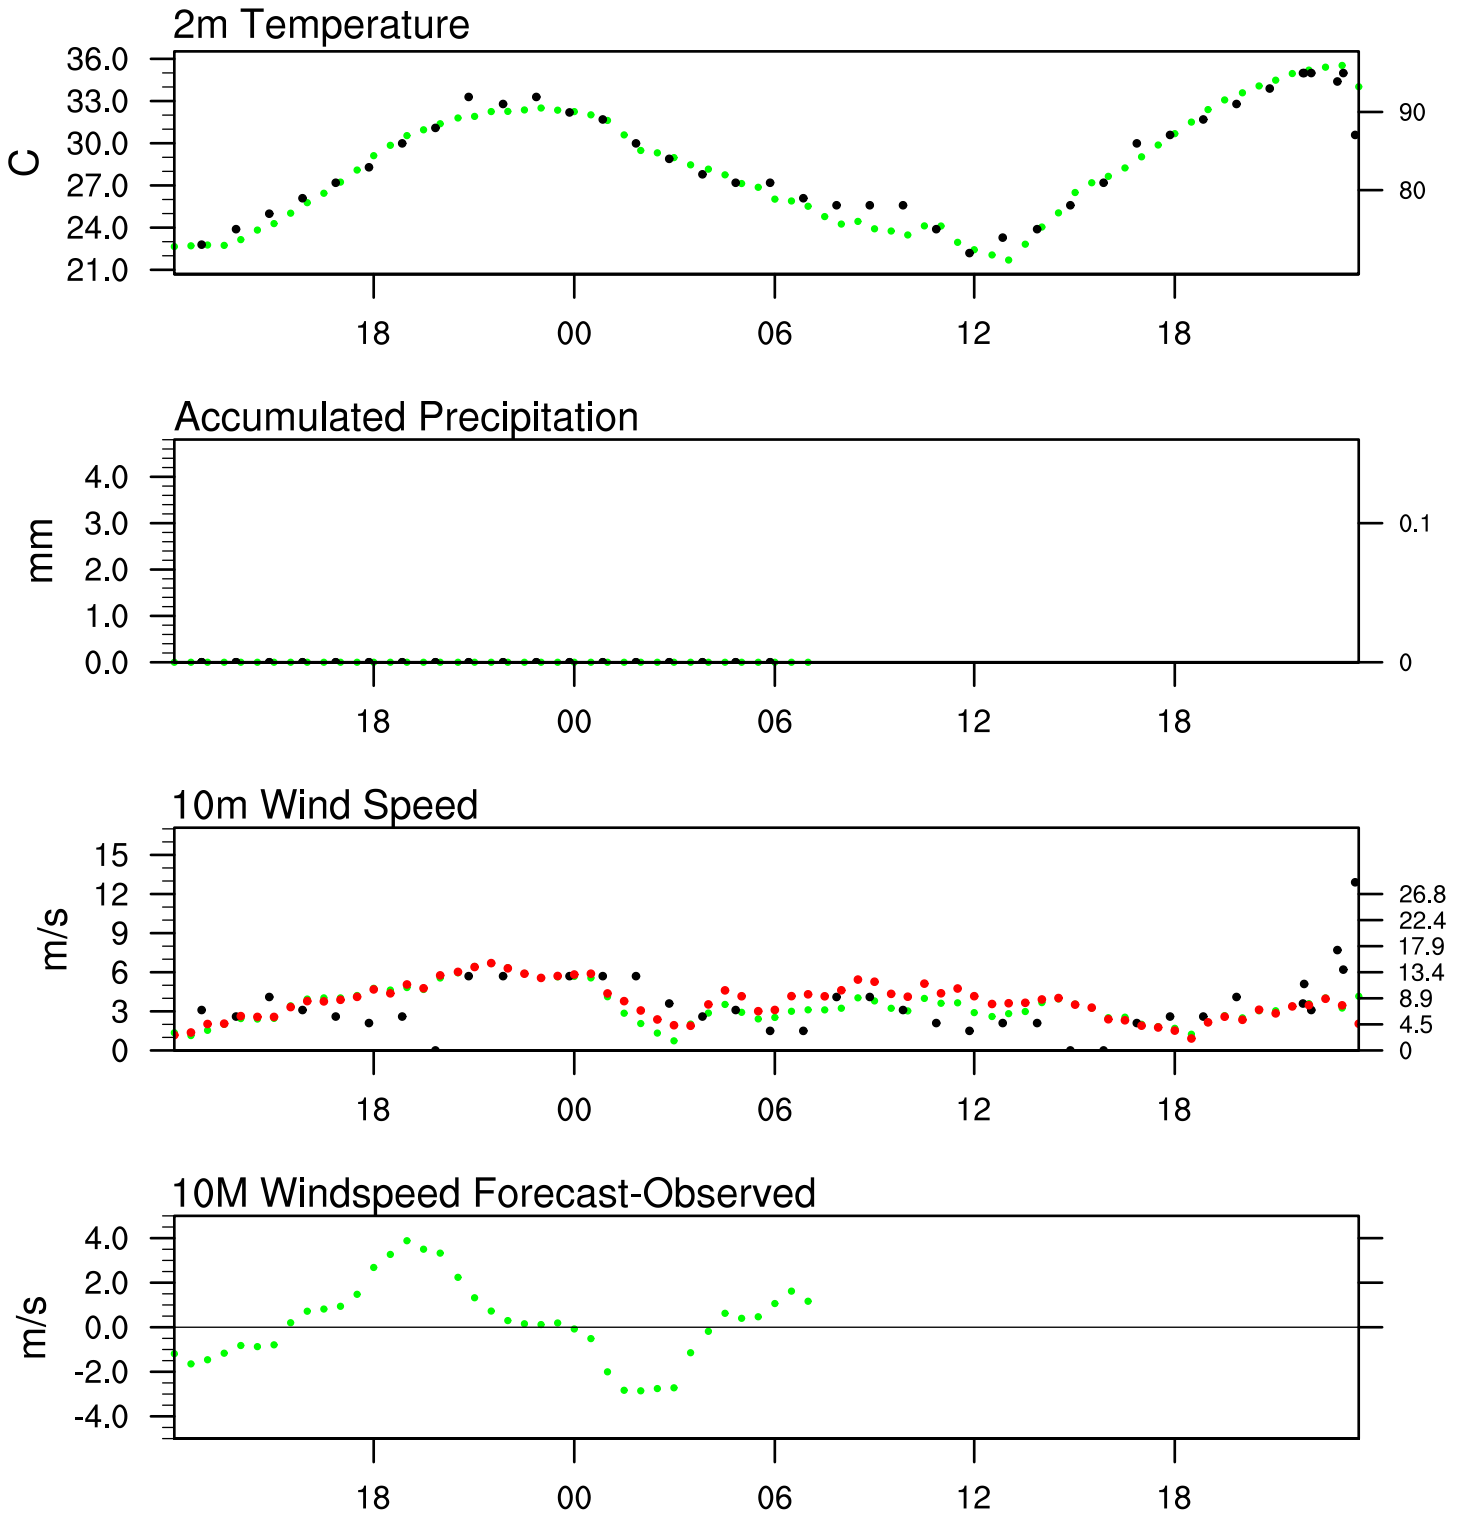 2m Temperature
36.0
33.0
30.0
27.0
24.0
21.0
C
90
80
18 00 06 12 18
Accumulated Precipitation
4.0
3.0
2.0
1.0
0.0
mm
0.1
0
18 00 06 12 18
10m Wind Speed
15
12
9
6
3
0
m/s
26.8
22.4
17.9
13.4
8.9
4.5
0
18 00 06 12 18
10M Windspeed Forecast-Observed
4.0
2.0
0.0
-2.0
-4.0
m/s
18 00 06 12 18